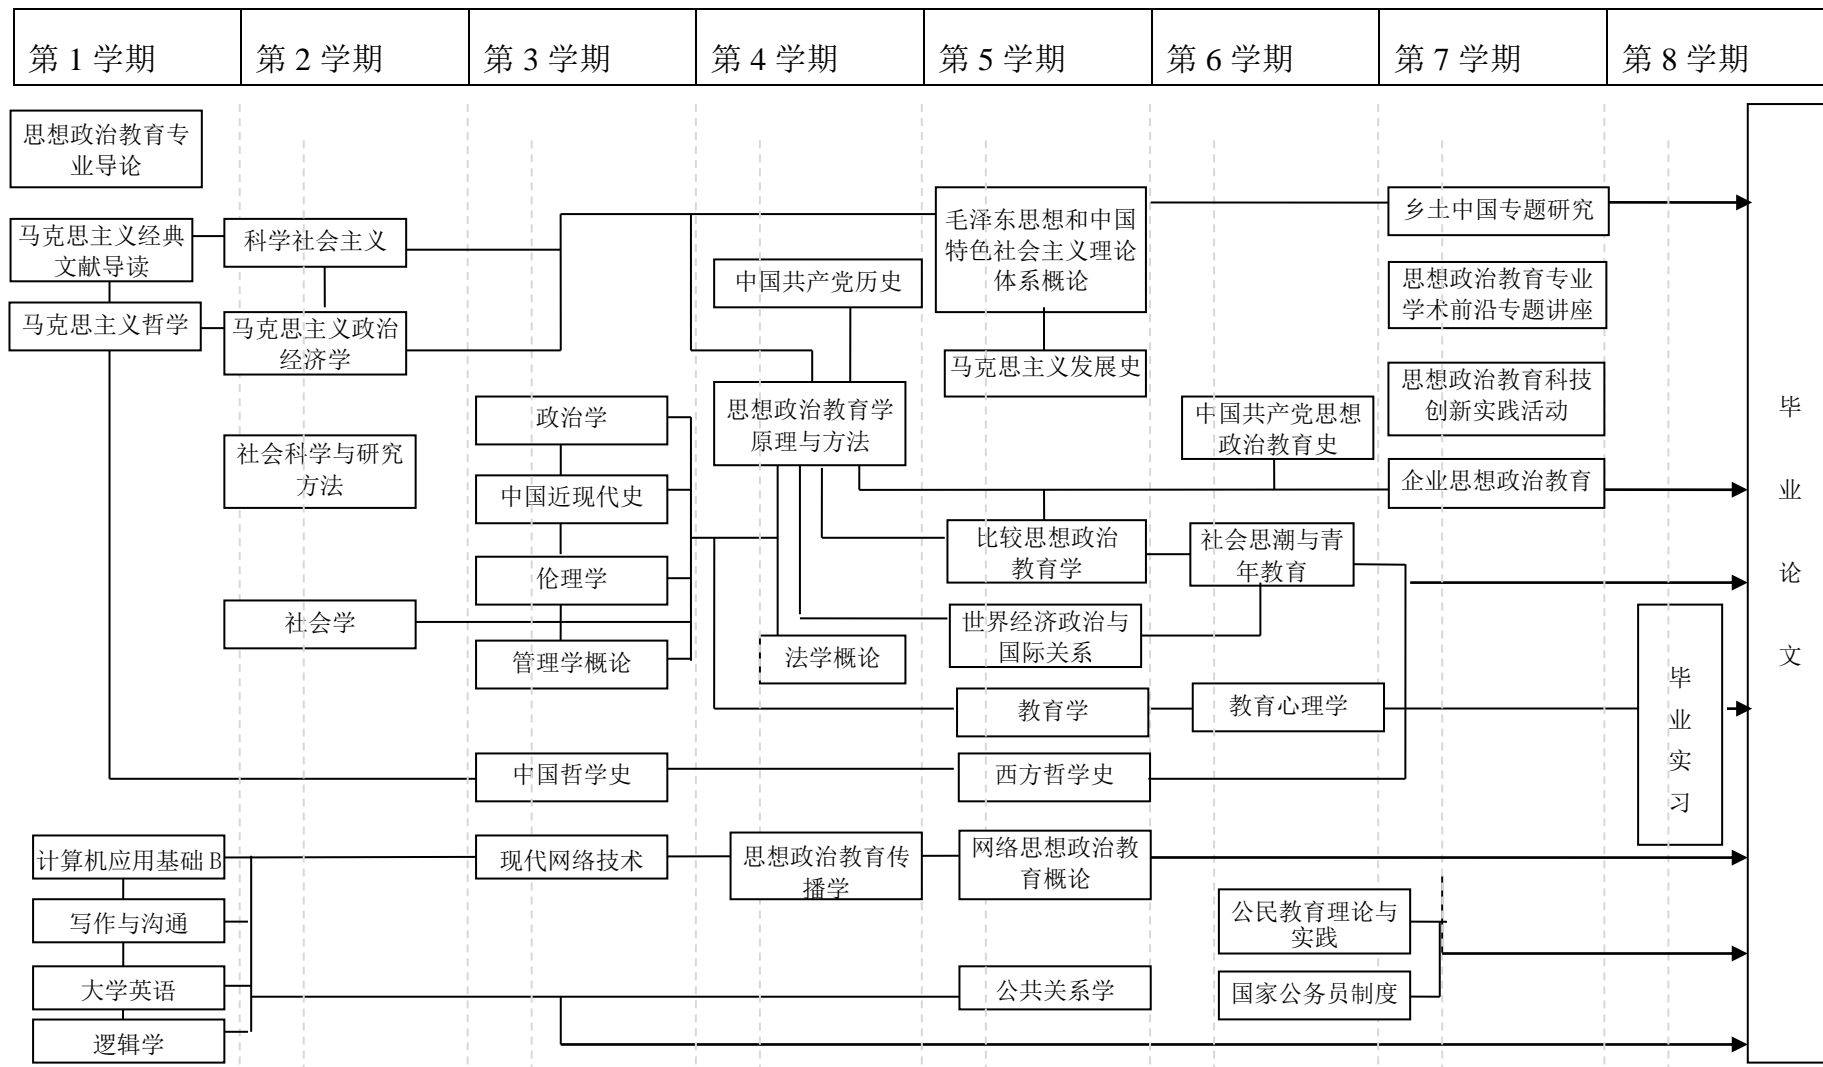 第 1 学期
第 2 学期
第 3 学期
第 4 学期
第 5 学期
第 6 学期
第 7 学期
第 8 学期
思想政治教育专
业导论
马克思主义经典
文献导读
马克思主义哲学
计算机应用基础 B
写作与沟通
大学英语
逻辑学
科学社会主义
马克思主义政治
经济学
社会科学与研究
方法
社会学
政治学
中国近现代史
伦理学
管理学概论
中国哲学史
现代网络技术
中国共产党历史
思想政治教育学
原理与方法
法学概论
思想政治教育传
播学
毛泽东思想和中国
特色社会主义理论
体系概论
马克思主义发展史
比较思想政治
教育学
世界经济政治与
国际关系
教育学
西方哲学史
网络思想政治教
育概论
公共关系学
中国共产党思想
政治教育史
社会思潮与青
年教育
教育心理学
公民教育理论与
实践
国家公务员制度
乡土中国专题研究
思想政治教育专业
学术前沿专题讲座
思想政治教育科技
创新实践活动
企业思想政治教育
毕
业
实
习
毕
业
论
文